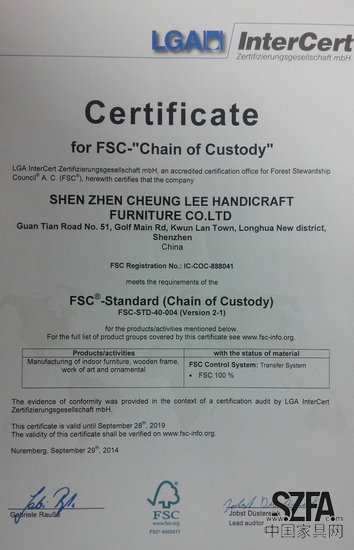 LGA InterCert
Zertifizierungsgesellschaft mbH
Certificate
for FSC-"Chain of Custody"
LGA InterCert Zertifizierungsgesellschaft mbH, an accredited certification office for Forest Stewardship
Council® A. C. (FSC®), herewith certifies that the company
SHEN ZHEN CHEUNG LEE HANDICRAFT
FURNITURE CO.LTD
Guan Tian Road No. 51, Golf Main Rd, Kwun Lan Town, Longhua New district,
Shenzhen
China
FSC Registration No.: IC-COC-888041
meets the requirements of the
FSC®-Standard (Chain of Custody)
FSC-STD-40-004 (Version 2-1)
for the products/activities mentioned below.
For the full list of product groups covered by this certificate see www.fsc-info.org.
Products/activities with the status of material
Manufacturing of indoor furniture, wooden frame, FSC Control System: Transfer System
work of art and ornamental • FSC 100 %
The evidence of conformity was provided in the context of a certification audit by LGA InterCert
Zertifizierungsgesellschaft mbH.
This certificate is valid until September 28th, 2019
The validity of this certificate shall be verified on www.fsc-info.org.
Nuremberg, September 29th, 2014
Gabriele Rauße
FSC
FSC® A000517
Jobst Düsterstiek
Lead auditor
SZFA
中国家具网